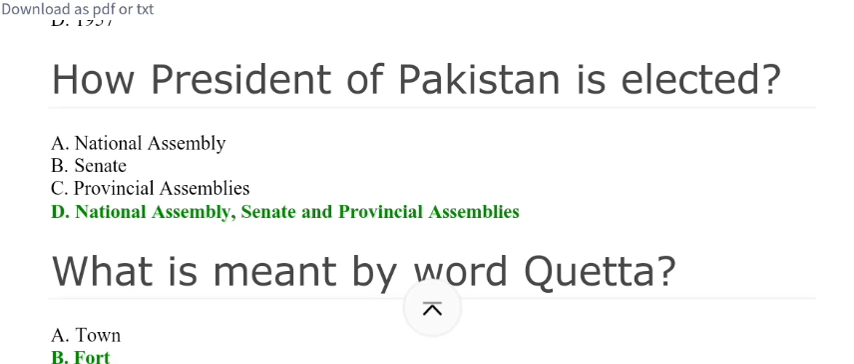 Download as pdf or txt
D. 1957
How President of Pakistan is elected?
A. National Assembly
B. Senate
C. Provincial Assemblies
D. National Assembly, Senate and Provincial Assemblies
What is meant by word Quetta?
A. Town
B. Fort